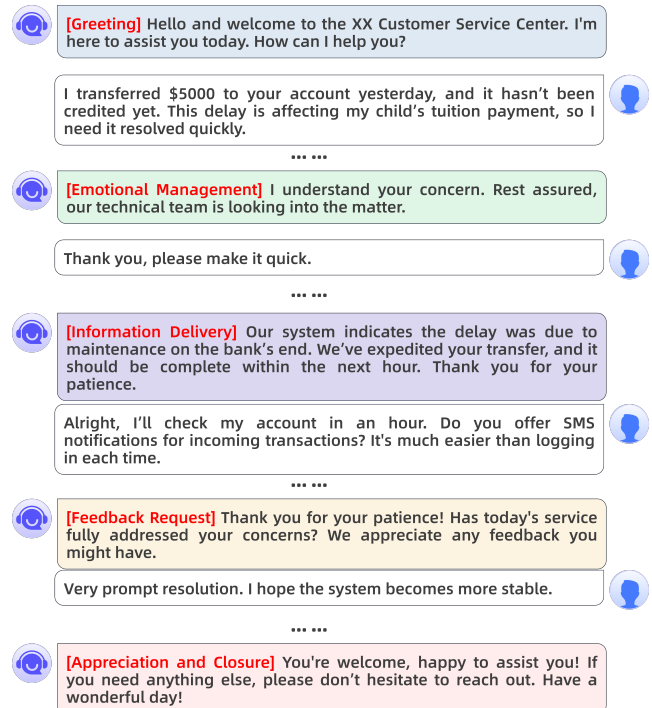 [Greeting] Hello and welcome to the XX Customer Service Center. I'm
here to assist you today. How can I help you?
I transferred $5000 to your account yesterday, and it hasn’t been
credited yet. This delay is affecting my child’s tuition payment, so I
need it resolved quickly.
... ...
[Emotional Management] I understand your concern. Rest assured,
our technical team is looking into the matter.
Thank you, please make it quick.
... ...
[Information Delivery] Our system indicates the delay was due to
maintenance on the bank’s end. We’ve expedited your transfer, and it
should be complete within the next hour. Thank you for your
patience.
Alright, I’ll check my account in an hour. Do you offer SMS
notifications for incoming transactions? It's much easier than logging
in each time.
... ...
[Feedback Request] Thank you for your patience! Has today's service
fully addressed your concerns? We appreciate any feedback you
might have.
Very prompt resolution. I hope the system becomes more stable.
... ...
[Appreciation and Closure] You're welcome, happy to assist you! If
you need anything else, please don’t hesitate to reach out. Have a
wonderful day!